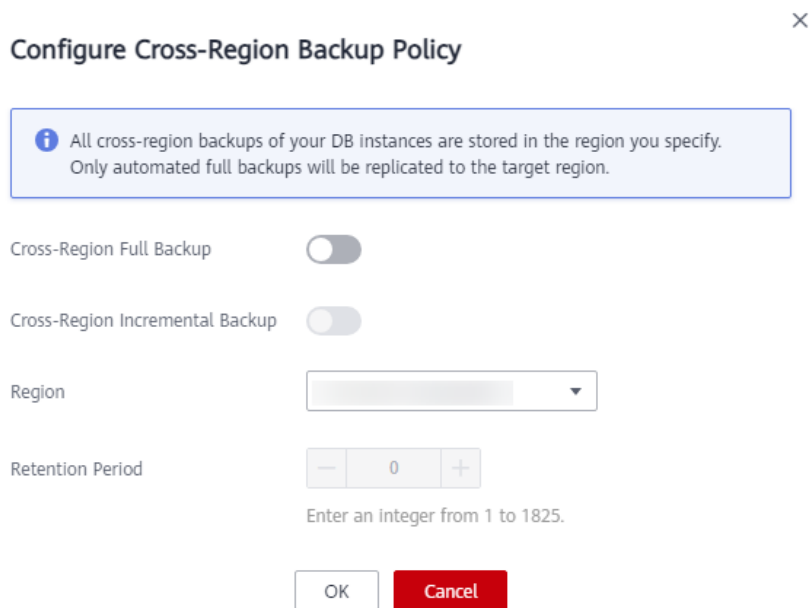 Configure Cross-Region Backup Policy
All cross-region backups of your DB instances are stored in the region you specify.
Only automated full backups will be replicated to the target region.
Cross-Region Full Backup
Cross-Region Incremental Backup
Region
Retention Period
0
Enter an integer from 1 to 1825.
OK
Cancel